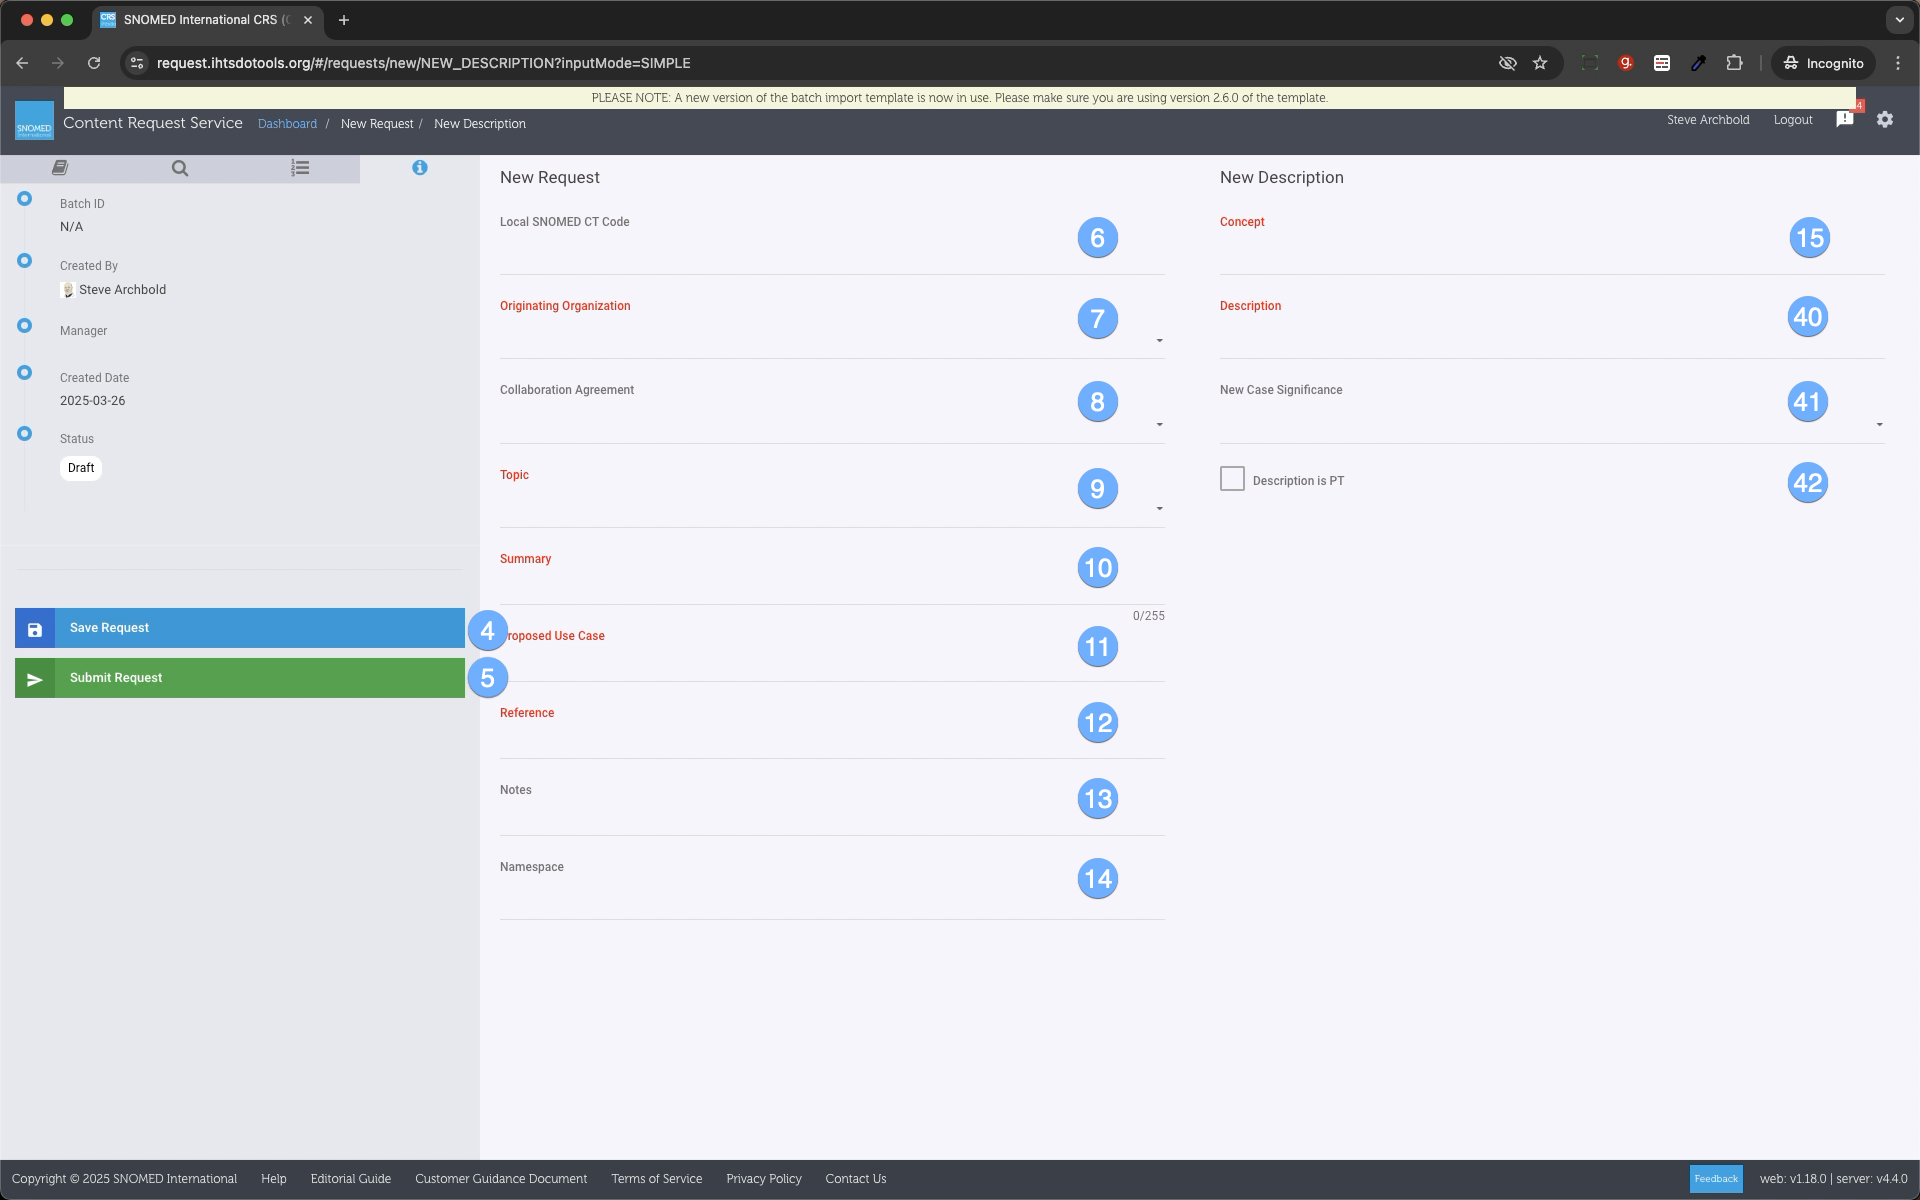 SNOMED International CRS (
request.ihtsdotools.org/#/requests/new/NEW_DESCRIPTION?inputMode=SIMPLE
Incognito
PLEASE NOTE: A new version of the batch import template is now in use. Please make sure you are using version 2.6.0 of the template.
SNOMED
International
Content Request Service
Dashboard / New Request / New Description
Steve Archbold
Logout
4
Batch ID
N/A
Created By
Steve Archbold
Manager
Created Date
2025-03-26
Status
Draft
Save Request
4
Submit Request
5
New Request
Local SNOMED CT Code
6
Originating Organization
7
Collaboration Agreement
8
Topic
9
Summary
10
0/255
roposed Use Case
11
Reference
12
Notes
13
Namespace
14
New Description
Concept
15
Description
40
New Case Significance
41
Description is PT
42
Copyright © 2025 SNOMED International Help Editorial Guide Customer Guidance Document Terms of Service Privacy Policy Contact Us
Feedback
web: v1.18.0 | server: v4.4.0